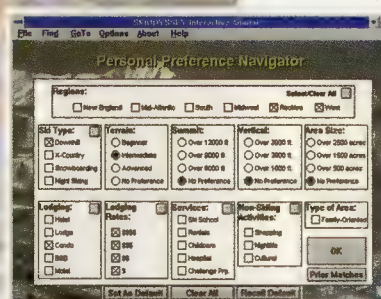 SKI ODYSSEY Interactive
File Find GoTo Options About Help
Personal Preference Navigator
Regions: Select/Clear All
New England Mid-Atlantic South Midwest Rockies West
Ski Type: Terrain: Summit: Vertical: Area Size:
Downhill Beginner Over 12000 ft Over 3000 ft. Over 2500 acres
X-Country Intermediate Over 9000 ft Over 2000 ft. Over 1500 acres
Snowboarding Advanced Over 6000 ft Over 1000 ft. Over 500 acres
Night Skiing No Preference No Preference No Preference No Preference
Lodging: Lodging Rates: Services: Non-Skiing Activities: Type of Area:
Hotel $$$$ Ski School Shopping Family-Oriented
Lodge $$$ Rentals Nightlife
Condo $$ Childcare Cultural OK
B&B $ Hospital
Motel Challenge Prg. Prior Matches
Set As Default Clear All Recall Default